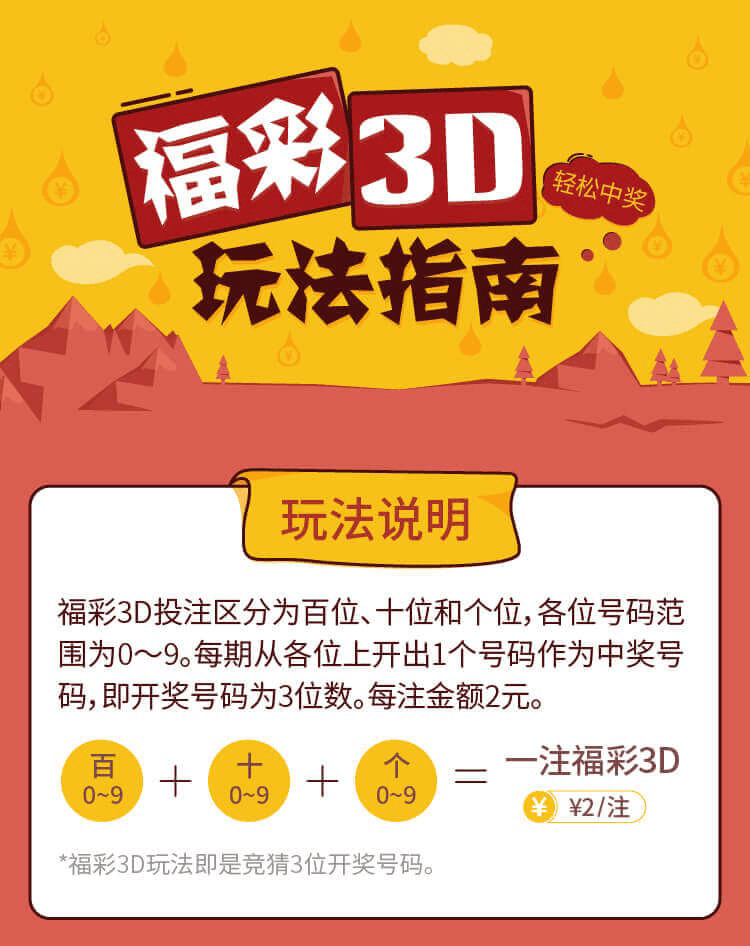 福彩3D
轻松中奖
玩法指南
玩法说明
福彩3D投注区分为百位、十位和个位，各位号码范
围为0～9。每期从各位上开出1个号码作为中奖号
码，即开奖号码为3位数。每注金额2元。
百 + 十 + 个 = 一注福彩3D
0~9 0~9 0~9 ¥ ¥2/注
*福彩3D玩法即是竞猜3位开奖号码。